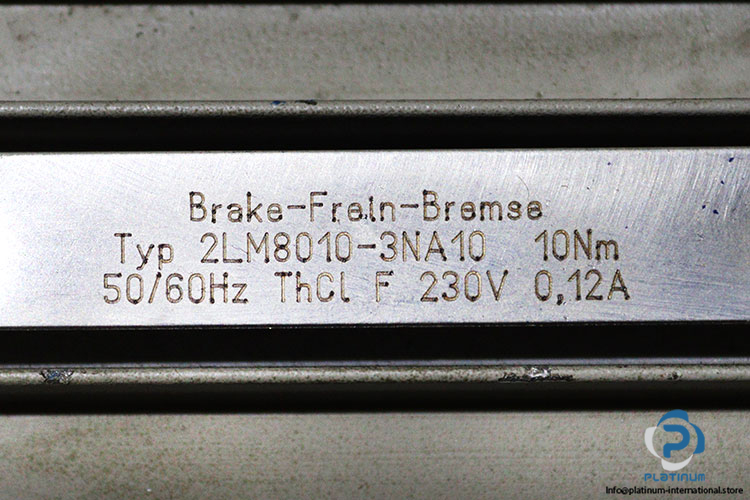 Brake-Frein-Bremse
Typ 2LM8010-3NA10 10Nm
50/60Hz ThCl F 230V 0,12A
PLATINUM
Info@platinum-international.store